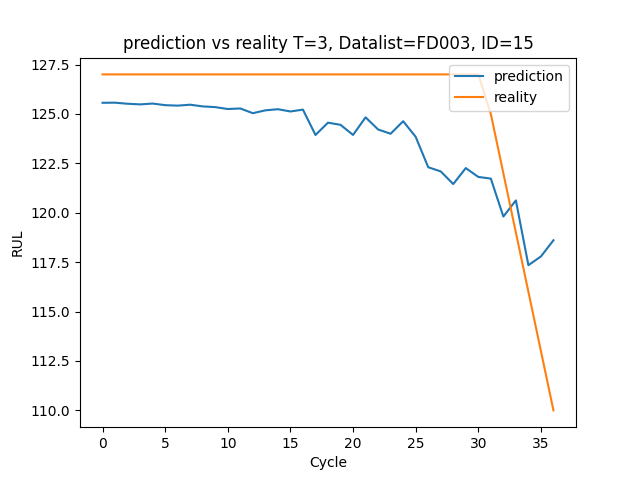 prediction vs reality T=3, Datalist=FD003, ID=15
127.5
125.0
122.5
120.0
117.5
115.0
112.5
110.0
RUL
prediction
reality
0 5 10 15 20 25 30 35
Cycle